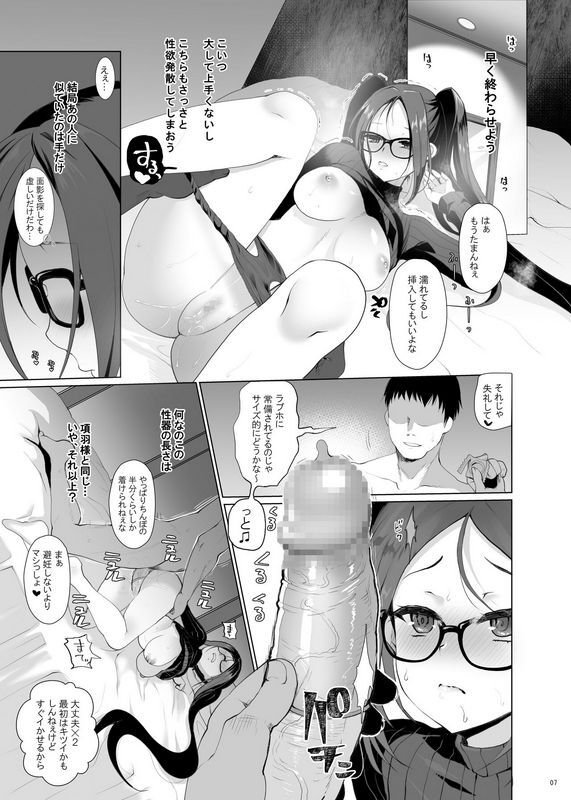 早く終わらせよう
はっ
はっ
こいつ
大して上手くないし
こちらもさっさと
性欲発散してしまおう
する
はぁ
もうたまんねぇ
濡れてるし
挿入してもいいよな
ええ…
結局あの人に
似ていたのは手だけ
面影を探しても
虚しいだけだわ…
それじゃ
失礼して♥
ラブホに
常備されてるのじゃ
サイズ的にどうかな～
っと♫
くるくる
くる
パチン
何なのこの
性器の長さは
項羽様と同じ…
いや、それ以上?
やっぱりちんぽの
半分くらいしか
着けられねぇな
ニュル
ニュル
ニュル
まぁ
避妊しないより
マシっしょ♥
大丈夫×2
最初はキツイかも
しんねぇけど
すぐイかせるから
07